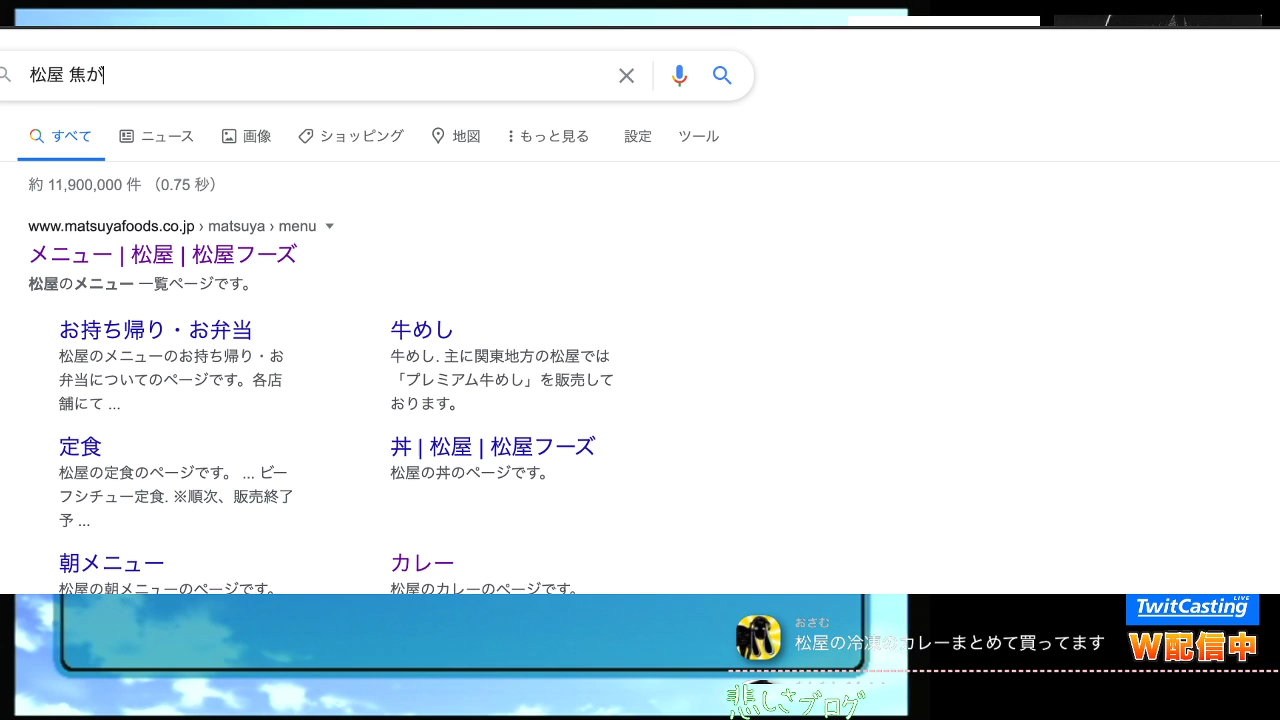 松屋 焦が
すべて ニュース 画像 ショッピング 地図 もっと見る 設定 ツール
約 11,900,000 件 （0.75 秒）
www.matsuyafoods.co.jp › matsuya › menu
メニュー | 松屋 | 松屋フーズ
松屋のメニュー 一覧ページです。
お持ち帰り・お弁当
松屋のメニューのお持ち帰り・お
弁当についてのページです。各店
舗にて ...
牛めし
牛めし. 主に関東地方の松屋では
「プレミアム牛めし」を販売して
おります。
定食
松屋の定食のページです。 ... ビー
フシチュー定食. ※順次、販売終了
予 ...
丼 | 松屋 | 松屋フーズ
松屋の丼のページです。
朝メニュー
松屋の朝メニューのページです。
カレー
松屋のカレーのページです。
おさむ
松屋の冷凍のカレーまとめて買ってます
LIVE
TwitCasting
W配信中
悲しさブログ